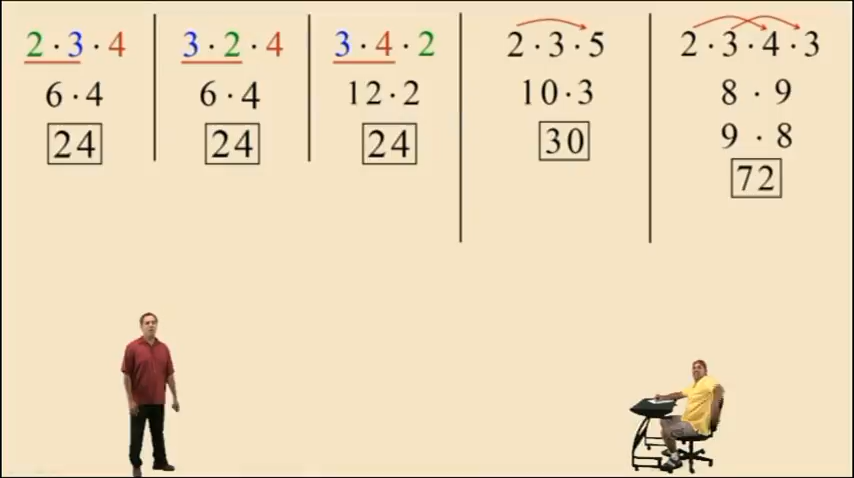 2 · 3 · 4
6 · 4
24
3 · 2 · 4
6 · 4
24
3 · 4 · 2
12 · 2
24
2 · 3 · 5
10 · 3
30
2 · 3 · 4 · 3
8 · 9
9 · 8
72